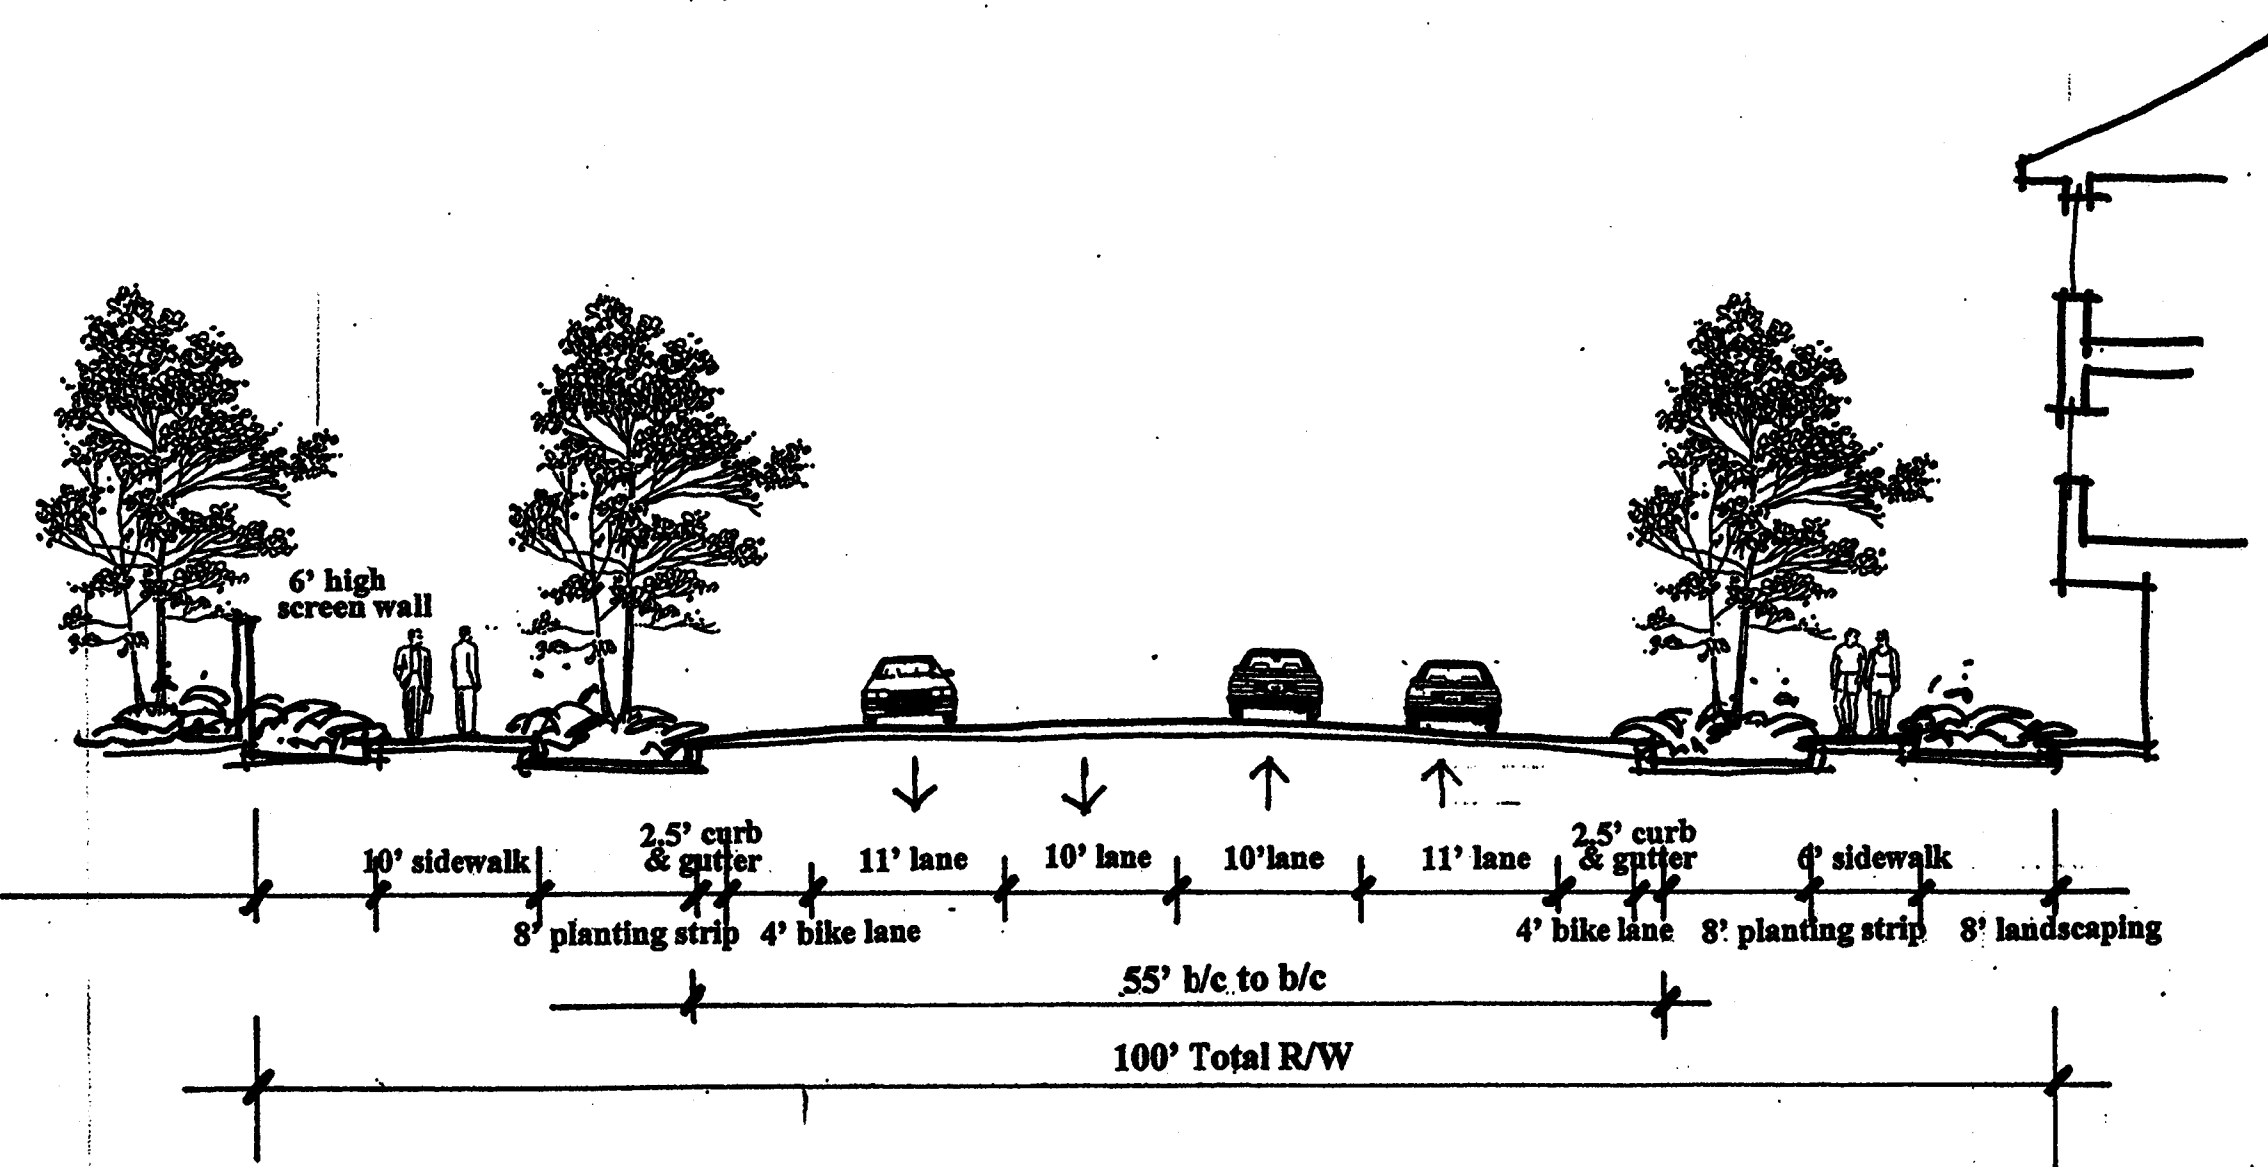 6' high
screen wall
2.5' curb
& gutter
2.5' curb
& gutter
10' sidewalk
11' lane
10' lane
10'lane
11' lane
6' sidewalk
8' planting strip
4' bike lane
4' bike lane
8' planting strip
8' landscaping
55' b/c to b/c
100' Total R/W